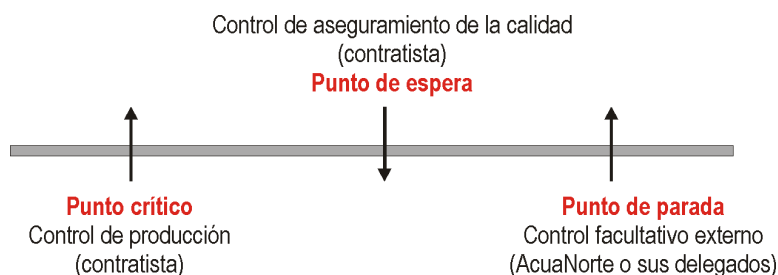 Control de aseguramiento de la calidad
(contratista)
Punto de espera
Punto crítico
Control de producción
(contratista)
Punto de parada
Control facultativo externo
(AcuaNorte o sus delegados)